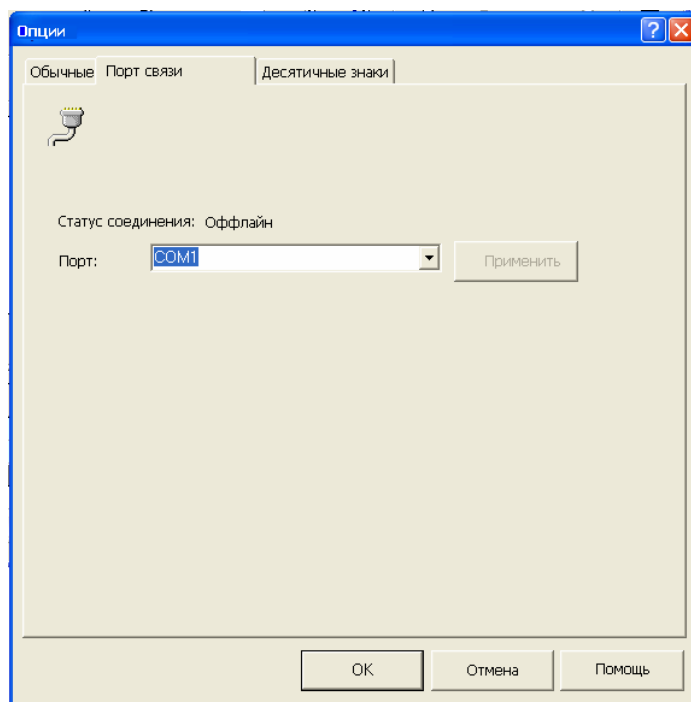 Опции
Обычные Порт связи Десятичные знаки
Статус соединения: Оффлайн
Порт: COM1 Применить
OK Отмена Помощь